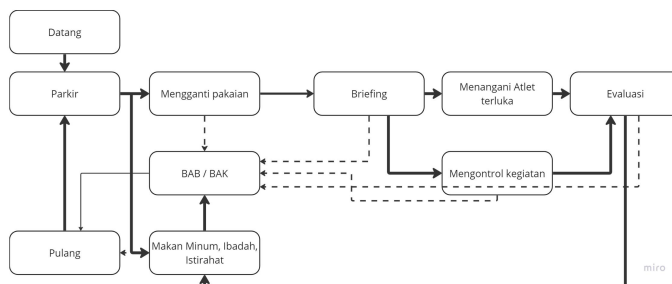 Datang
Parkir
Mengganti pakaian
Briefing
Menangani Atlet
terluka
Evaluasi
BAB / BAK
Mengontrol kegiatan
Pulang
Makan Minum, Ibadah,
Istirahat
miro